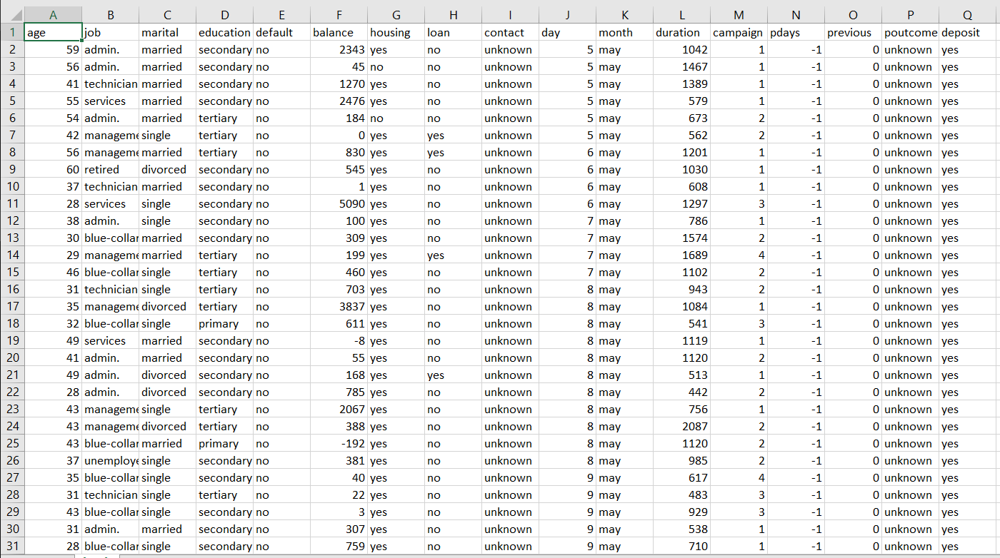 A B C D E F G H I J K L M N O P Q
1 age job marital education default balance housing loan contact day month duration campaign pdays previous poutcome deposit
2 59 admin. married secondary no 2343 yes no unknown 5 may 1042 1 -1 0 unknown yes
3 56 admin. married secondary no 45 no no unknown 5 may 1467 1 -1 0 unknown yes
4 41 technician married secondary no 1270 yes no unknown 5 may 1389 1 -1 0 unknown yes
5 55 services married secondary no 2476 yes no unknown 5 may 579 1 -1 0 unknown yes
6 54 admin. married tertiary no 184 no no unknown 5 may 673 2 -1 0 unknown yes
7 42 manageme single tertiary no 0 yes yes unknown 5 may 562 2 -1 0 unknown yes
8 56 manageme married tertiary no 830 yes yes unknown 6 may 1201 1 -1 0 unknown yes
9 60 retired divorced secondary no 545 yes no unknown 6 may 1030 1 -1 0 unknown yes
10 37 technician married secondary no 1 yes no unknown 6 may 608 1 -1 0 unknown yes
11 28 services single secondary no 5090 yes no unknown 6 may 1297 3 -1 0 unknown yes
12 38 admin. single secondary no 100 yes no unknown 7 may 786 1 -1 0 unknown yes
13 30 blue-collar married secondary no 309 yes no unknown 7 may 1574 2 -1 0 unknown yes
14 29 manageme married tertiary no 199 yes yes unknown 7 may 1689 4 -1 0 unknown yes
15 46 blue-collar single tertiary no 460 yes no unknown 7 may 1102 2 -1 0 unknown yes
16 31 technician single tertiary no 703 yes no unknown 8 may 943 2 -1 0 unknown yes
17 35 manageme divorced tertiary no 3837 yes no unknown 8 may 1084 1 -1 0 unknown yes
18 32 blue-collar single primary no 611 yes no unknown 8 may 541 3 -1 0 unknown yes
19 49 services married secondary no -8 yes no unknown 8 may 1119 1 -1 0 unknown yes
20 41 admin. married secondary no 55 yes no unknown 8 may 1120 2 -1 0 unknown yes
21 49 admin. divorced secondary no 168 yes yes unknown 8 may 513 1 -1 0 unknown yes
22 28 admin. divorced secondary no 785 yes no unknown 8 may 442 2 -1 0 unknown yes
23 43 manageme single tertiary no 2067 yes no unknown 8 may 756 1 -1 0 unknown yes
24 43 manageme divorced tertiary no 388 yes no unknown 8 may 2087 2 -1 0 unknown yes
25 43 blue-collar married primary no -192 yes no unknown 8 may 1120 2 -1 0 unknown yes
26 37 unemploye single secondary no 381 yes no unknown 8 may 985 2 -1 0 unknown yes
27 35 blue-collar single secondary no 40 yes no unknown 9 may 617 4 -1 0 unknown yes
28 31 technician single tertiary no 22 yes no unknown 9 may 483 3 -1 0 unknown yes
29 43 blue-collar single secondary no 3 yes no unknown 9 may 929 3 -1 0 unknown yes
30 31 admin. married secondary no 307 yes no unknown 9 may 538 1 -1 0 unknown yes
31 28 blue-collar single secondary no 759 yes no unknown 9 may 710 1 -1 0 unknown yes